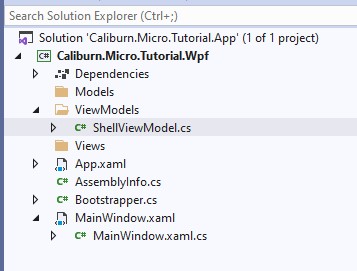 Search Solution Explorer (Ctrl+;)
Solution 'Caliburn.Micro.Tutorial.App' (1 of 1 project)
C# Caliburn.Micro.Tutorial.Wpf
Dependencies
Models
ViewModels
C# ShellViewModel.cs
Views
App.xaml
C# AssemblyInfo.cs
C# Bootstrapper.cs
MainWindow.xaml
C# MainWindow.xaml.cs